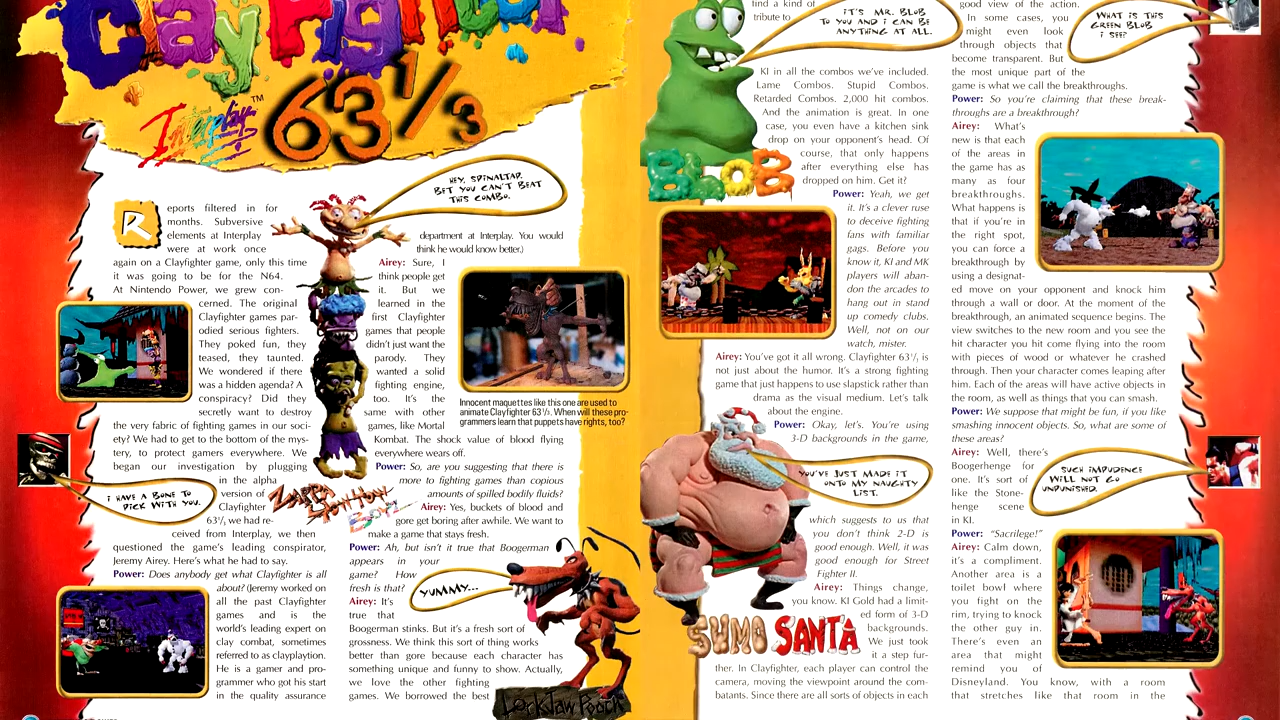 ClayFighter
63 1/3
Interplay™
HEY, SPINALTAP.
BET YOU CAN'T BEAT
THIS COMBO.
Reports filtered in for
months. Subversive
elements at Interplay
were at work once
again on a Clayfighter game, only this time
it was going to be for the N64.
At Nintendo Power, we grew con-
cerned. The original
Clayfighter games par-
odied serious fighters.
They poked fun, they
teased, they taunted.
We wondered if there
was a hidden agenda? A
conspiracy? Did they
secretly want to destroy
the very fabric of fighting games in our soci-
ety? We had to get to the bottom of the mys-
tery, to protect gamers everywhere. We
began our investigation by plugging
in the alpha
version of
Clayfighter
63¹/₃ we had re-
ceived from Interplay, we then
questioned the game's leading conspirator,
Jeremy Airey. Here's what he had to say.
Power: Does anybody get what Clayfighter is all
about? (Jeremy worked on
all the past Clayfighter
games and is the
world's leading expert on
clay combat, sometimes
referred to as clayplaytion.
He is a gamer and pro-
grammer who got his start
in the quality assurance
I HAVE A BONE TO
PICK WITH YOU.
department at Interplay. You would
think he would know better.)
Airey: Sure, I
think people get
it. But we
learned in the
first Clayfighter
games that people
didn't just want the
parody. They
wanted a solid
fighting engine,
too. It's the
same with other
games, like Mortal
Kombat. The shock value of blood flying
everywhere wears off.
Power: So, are you suggesting that there is
more to fighting games than copious
amounts of spilled bodily fluids?
Airey: Yes, buckets of blood and
gore get boring after awhile. We want to
make a game that stays fresh.
Power: Ah, but isn't it true that Boogerman
appears in your
game? How
fresh is that?
Airey: It's
true that
Boogerman stinks. But it's a fresh sort of
grossness. We think this sort of thing works
better than gore because each character has
something unique and funny to show. Actually,
we love the other fighting
games. We borrowed the best
Innocent maquettes like this one are used to
animate Clayfighter 63¹/₃. When will these pro-
grammers learn that puppets have rights, too?
YUMMY...
find a kind of
tribute to
KI in all the combos we've included.
Lame Combos. Stupid Combos.
Retarded Combos. 2,000 hit combos.
And the animation is great. In one
case, you even have a kitchen sink
drop on your opponent's head. Of
course, that only happens
after everything else has
dropped on him. Get it?
Power: Yeah, we get
it. It's a clever ruse
to deceive fighting
fans with familiar
gags. Before you
know it, KI and MK
players will aban-
don the arcades to
hang out in stand
up comedy clubs.
Well, not on our
watch, mister.
Airey: You've got it all wrong. Clayfighter 63¹/₃ is
not just about the humor. It's a strong fighting
game that just happens to use slapstick rather than
drama as the visual medium. Let's talk
about the engine.
Power: Okay, let's. You're using
3-D backgrounds in the game,
which suggests to us that
you don't think 2-D is
good enough. Well, it was
good enough for Street
Fighter II.
Airey: Things change,
you know. KI Gold had a limit-
ed form of 3-D
backgrounds.
We just took
it a step fur-
ther. In Clayfighter, each player can control the
camera, moving the viewpoint around the com-
batants. Since there are all sorts of objects in each
IT'S MR. BLOB
TO YOU AND I CAN BE
ANYTHING AT ALL.
BLOB
YOU'VE JUST MADE IT
ONTO MY NAUGHTY
LIST.
SUMO SANTA
good view of the action.
In some cases, you
might even look
through objects that
become transparent. But
the most unique part of the
game is what we call the breakthroughs.
Power: So you're claiming that these break-
throughs are a breakthrough?
Airey: What's
new is that each
of the areas in
the game has as
many as four
breakthroughs.
What happens is
that if you're in
the right spot,
you can force a
breakthrough by
using a designat-
ed move on your opponent and knock him
through a wall or door. At the moment of the
breakthrough, an animated sequence begins. The
view switches to the new room and you see the
hit character you hit come flying into the room
with pieces of wood or whatever he crashed
through. Then your character comes leaping after
him. Each of the areas will have active objects in
the room, as well as things that you can smash.
Power: We suppose that might be fun, if you like
smashing innocent objects. So, what are some of
these areas?
Airey: Well, there's
Boogerhenge for
one. It's sort of
like the Stone-
henge scene
in KI.
Power: "Sacrilege!"
Airey: Calm down,
it's a compliment.
Another area is a
toilet bowl where
you fight on the
rim, trying to knock
the other guy in.
There's even an
area that might
remind you of
Disneyland. You know, with a room
that stretches like that room in the
WHAT IS THIS
GREEN BLOB
I SEE?
SUCH IMPUDENCE
WILL NOT GO
UNPUNISHED.